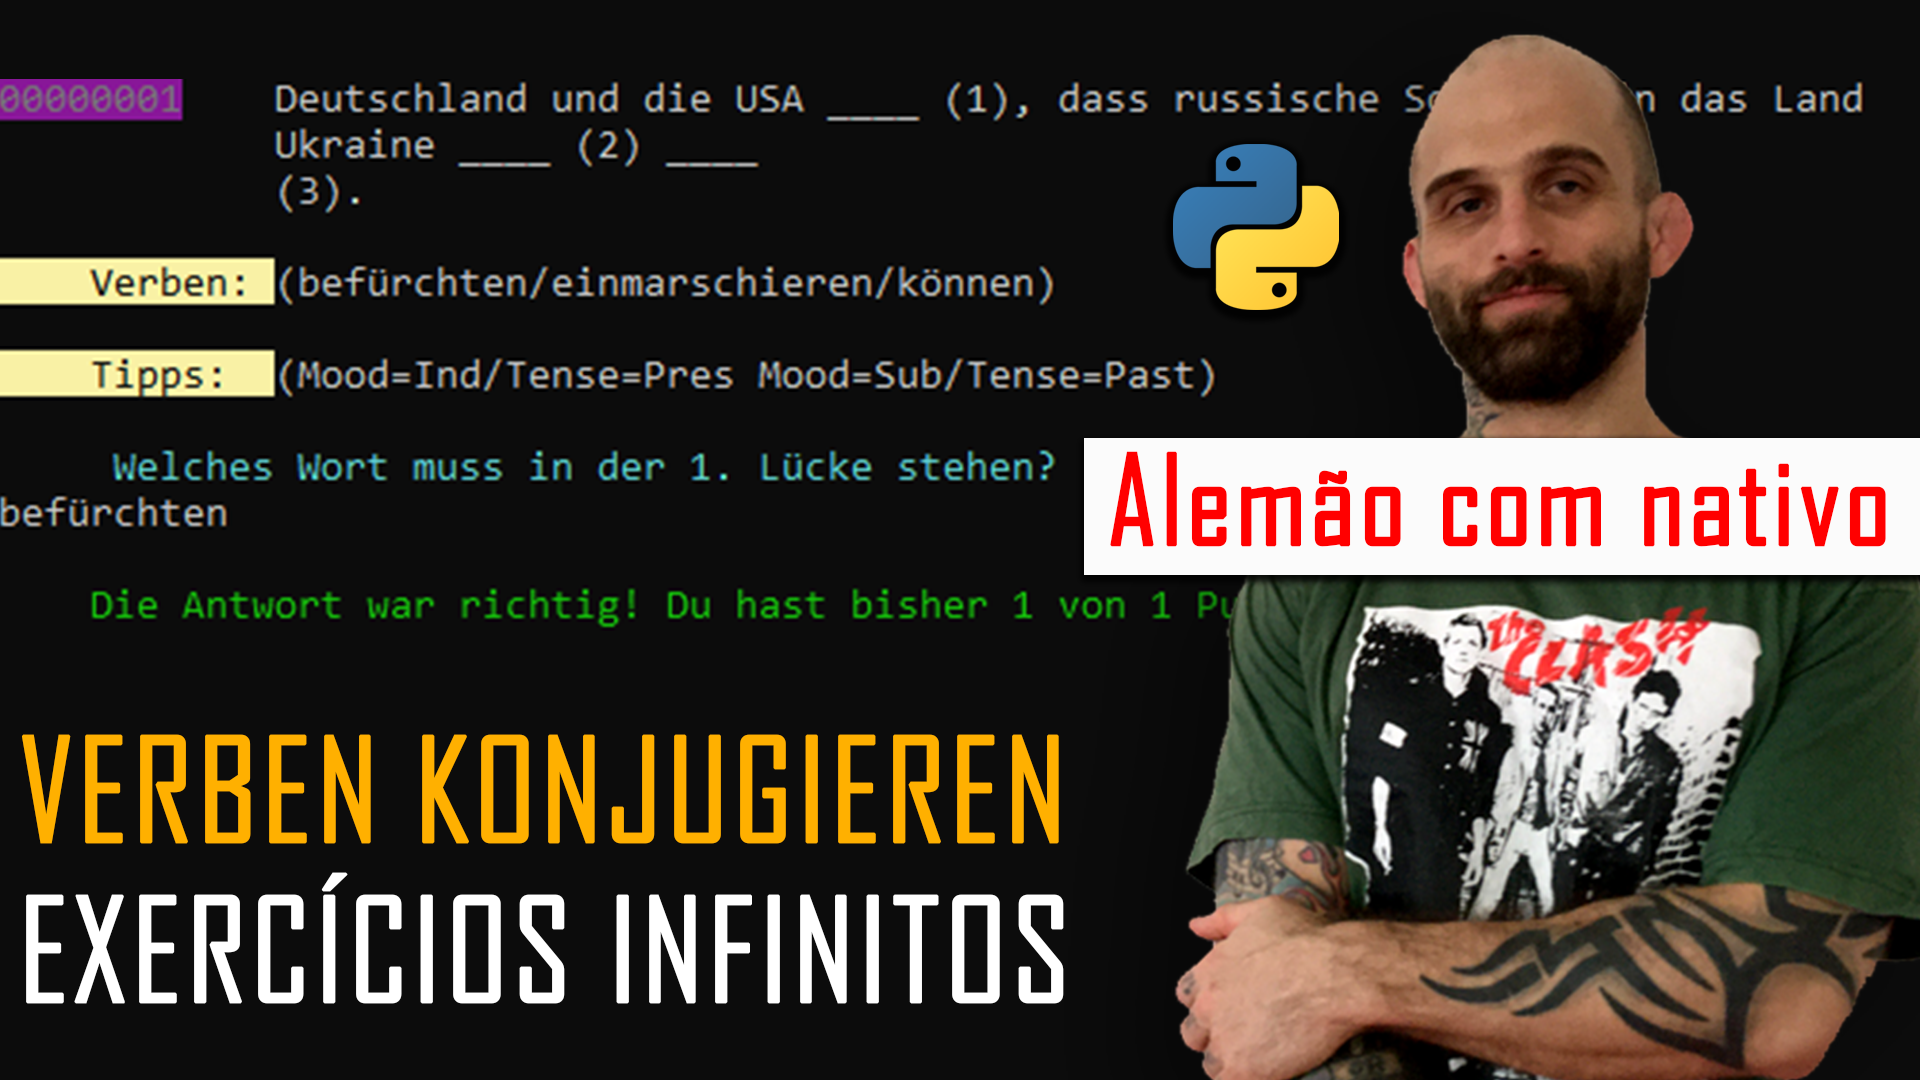 00000001 Deutschland und die USA ____ (1), dass russische n das Land
Ukraine ____ (2) ____
(3).
Verben: (befürchten/einmarschieren/können)
Tipps: (Mood=Ind/Tense=Pres Mood=Sub/Tense=Past)
Welches Wort muss in der 1. Lücke stehen?
befürchten
Alemão com nativo
Die Antwort war richtig! Du hast bisher 1 von 1 Pu
the
CLASH
VERBEN KONJUGIEREN
EXERCÍCIOS INFINITOS